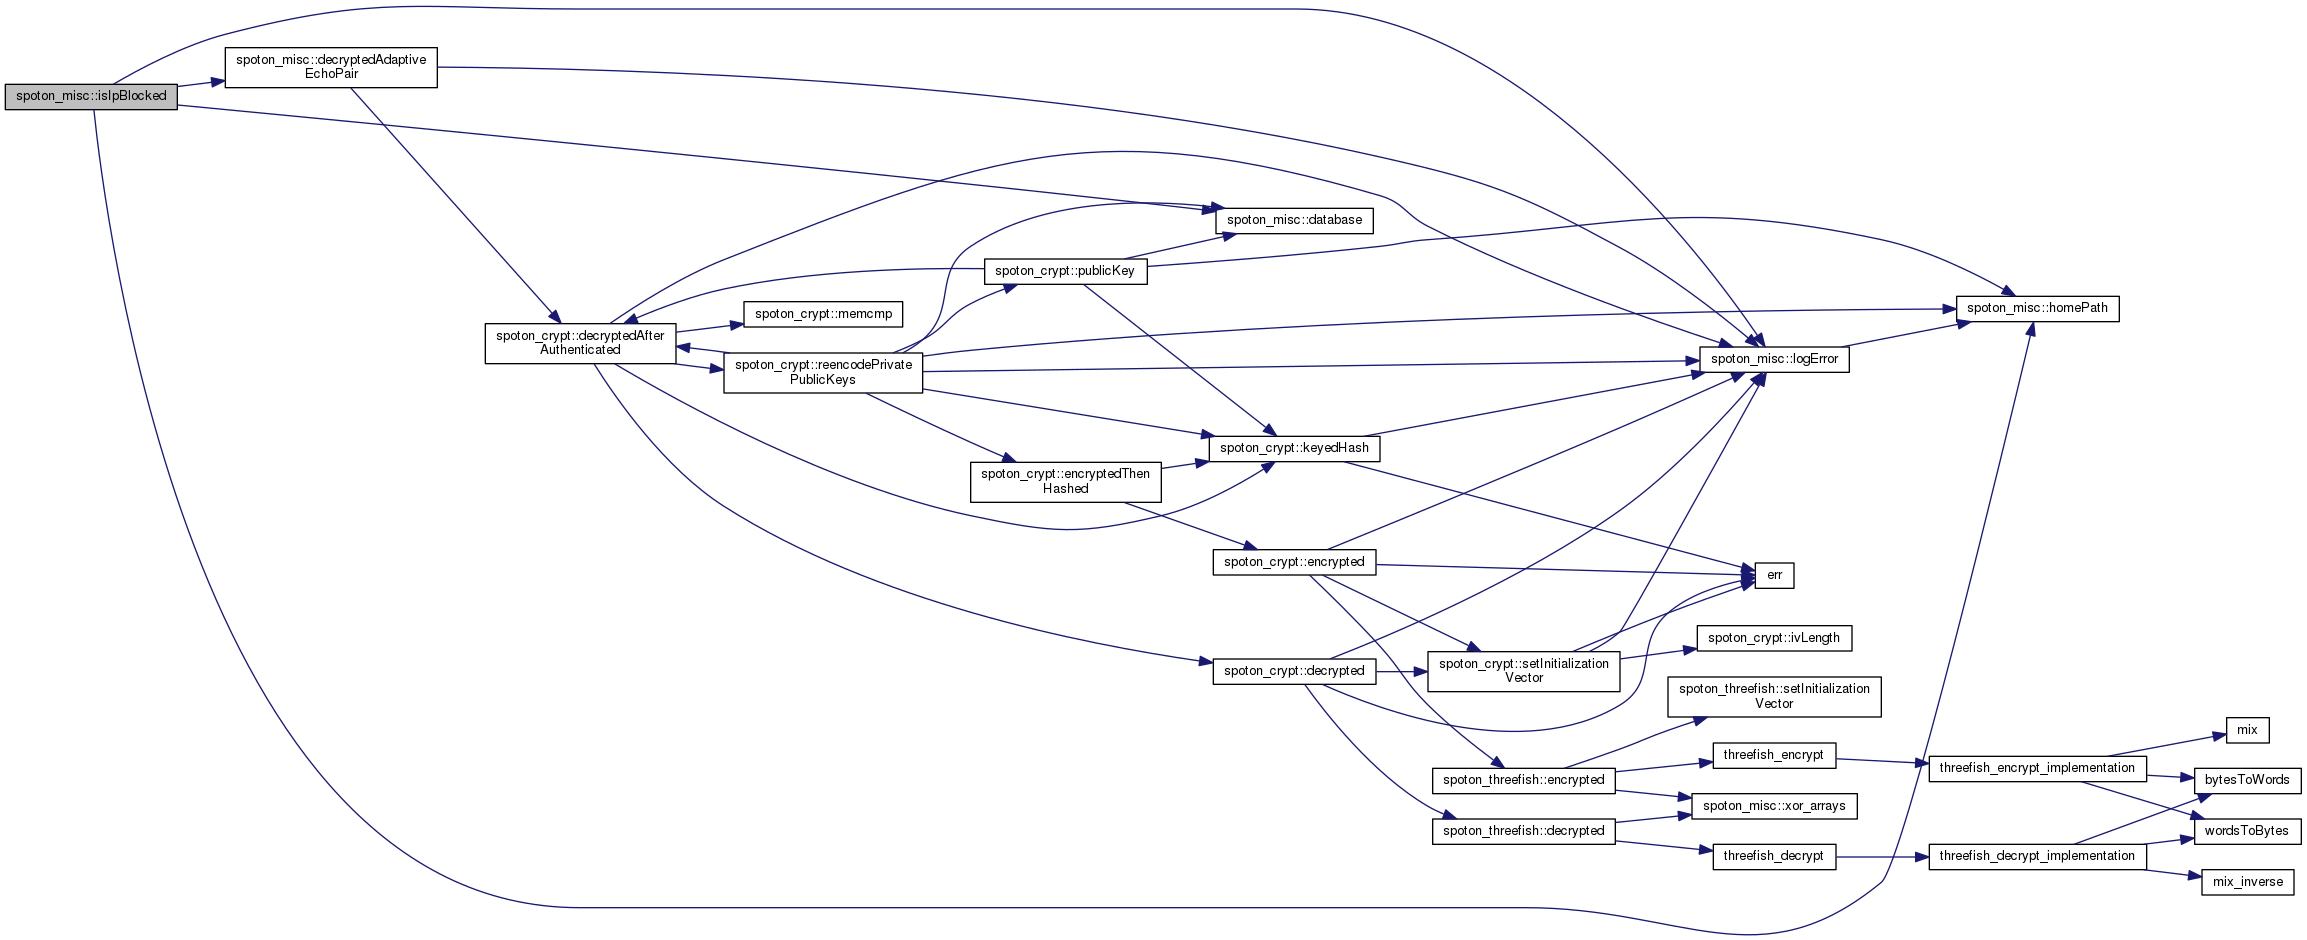 spoton_misc::isIpBlocked
spoton_misc::decryptedAdaptive
EchoPair
spoton_crypt::decryptedAfter
Authenticated
spoton_crypt::memcmp
spoton_crypt::reencodePrivate
PublicKeys
spoton_crypt::publicKey
spoton_crypt::encryptedThen
Hashed
spoton_misc::database
spoton_crypt::keyedHash
spoton_crypt::encrypted
spoton_crypt::decrypted
spoton_crypt::setInitialization
Vector
spoton_threefish::encrypted
spoton_threefish::decrypted
spoton_misc::logError
err
spoton_crypt::ivLength
spoton_threefish::setInitialization
Vector
threefish_encrypt
spoton_misc::xor_arrays
threefish_decrypt
spoton_misc::homePath
threefish_encrypt_implementation
threefish_decrypt_implementation
mix
bytesToWords
wordsToBytes
mix_inverse